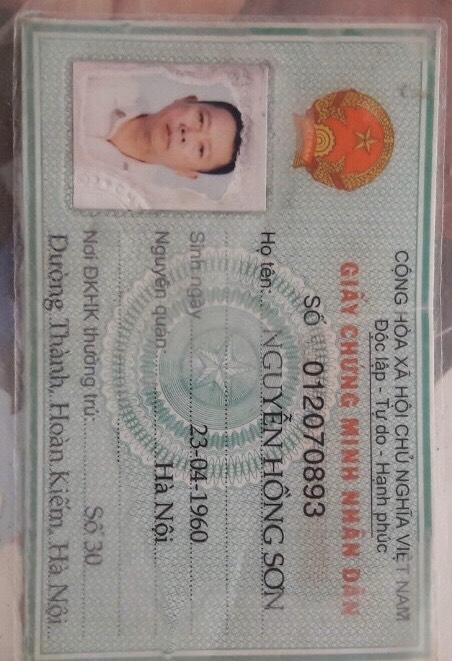 CỘNG HÒA XÃ HỘI CHỦ NGHĨA VIỆT NAM
Độc lập - Tự do - Hạnh phúc
GIẤY CHỨNG MINH NHÂN DÂN
SỐ 012070893
Họ tên: NGUYỄN HỒNG SƠN
Sinh ngày 23-04-1960
Nguyên quán Hà Nội
Nơi ĐKHK thường trú: Số 30
Đường Thành, Hoàn Kiếm, Hà Nội